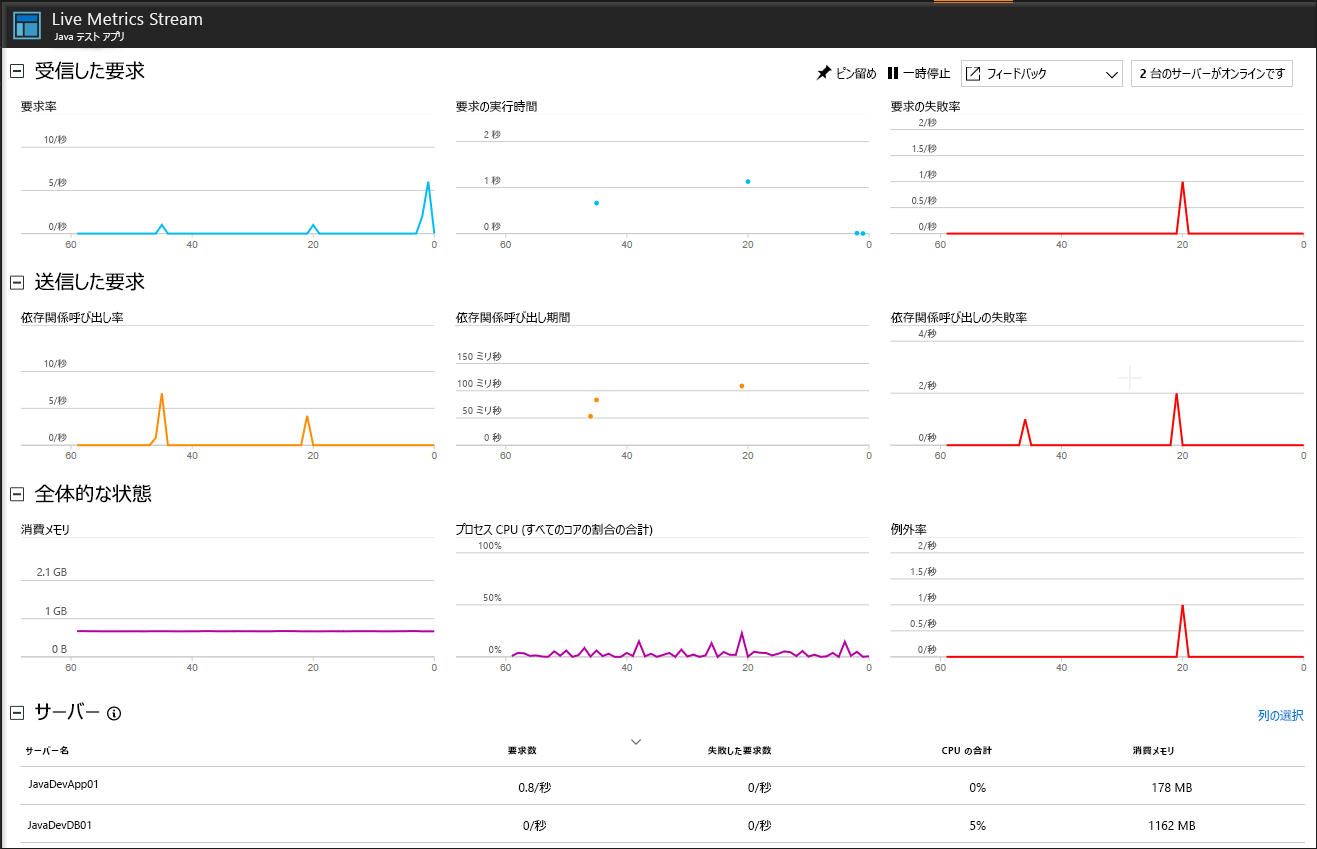 Live Metrics Stream
Java テスト アプリ
受信した要求
ピン留め 一時停止 フィードバック 2 台のサーバーがオンラインです
要求率 要求の実行時間 要求の失敗率
10/秒
5/秒
0/秒
60 40 20 0
2 秒
1 秒
0 秒
60 40 20 0
2/秒
1.5/秒
1/秒
0.5/秒
0/秒
60 40 20 0
送信した要求
依存関係呼び出し率 依存関係呼び出し期間 依存関係呼び出しの失敗率
10/秒
5/秒
0/秒
60 40 20 0
150 ミリ秒
100 ミリ秒
50 ミリ秒
0 秒
60 40 20 0
4/秒
2/秒
0/秒
60 40 20 0
全体的な状態
消費メモリ プロセス CPU (すべてのコアの割合の合計) 例外率
2.1 GB
1 GB
0 B
60 40 20 0
100%
50%
0%
60 40 20 0
2/秒
1.5/秒
1/秒
0.5/秒
0/秒
60 40 20 0
サーバー
列の選択
サーバー名 要求数 失敗した要求数 CPU の合計 消費メモリ
JavaDevApp01 0.8/秒 0/秒 0% 178 MB
JavaDevDB01 0/秒 0/秒 5% 1162 MB